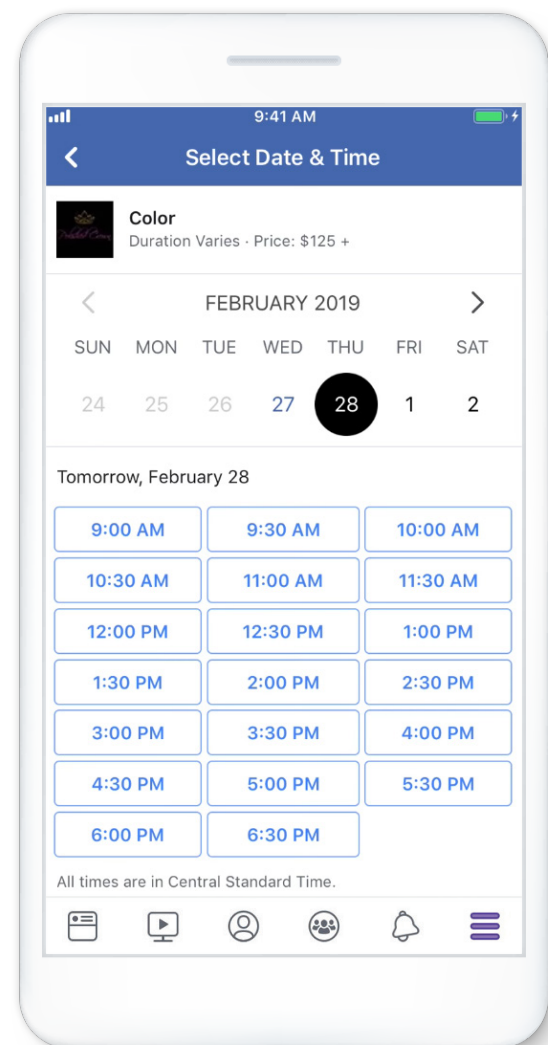 9:41 AM
Select Date & Time
Color
Duration Varies · Price: $125 +
FEBRUARY 2019
SUN MON TUE WED THU FRI SAT
24 25 26 27 28 1 2
Tomorrow, February 28
9:00 AM 9:30 AM 10:00 AM
10:30 AM 11:00 AM 11:30 AM
12:00 PM 12:30 PM 1:00 PM
1:30 PM 2:00 PM 2:30 PM
3:00 PM 3:30 PM 4:00 PM
4:30 PM 5:00 PM 5:30 PM
6:00 PM 6:30 PM
All times are in Central Standard Time.